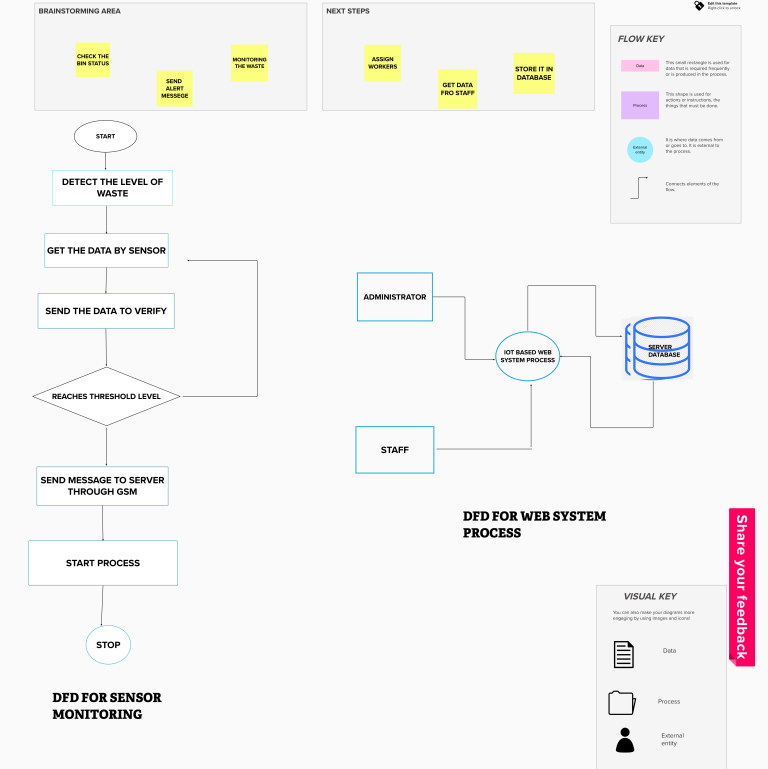 BRAINSTORMING AREA
CHECK THE
BIN STATUS
SEND
ALERT
MESSEGE
MONITORING
THE WASTE
NEXT STEPS
ASSIGN
WORKERS
GET DATA
FRO STAFF
STORE IT IN
DATABASE
Edit this template
Right-click to unlock
FLOW KEY
Data
This small rectangle is used for
data that is required frequently
or is produced in the process.
Process
This shape is used for
actions or instructions, the
things that must be done.
External
entity
It is where data comes from
or goes to. It is external to
the process.
Connects elements of the
flow.
START
DETECT THE LEVEL OF
WASTE
GET THE DATA BY SENSOR
SEND THE DATA TO VERIFY
REACHES THRESHOLD LEVEL
SEND MESSAGE TO SERVER
THROUGH GSM
START PROCESS
STOP
DFD FOR SENSOR
MONITORING
ADMINISTRATOR
IOT BASED WEB
SYSTEM PROCESS
SERVER
DATABASE
STAFF
DFD FOR WEB SYSTEM
PROCESS
Share your feedback
VISUAL KEY
You can also make your diagrams more
engaging by using images and icons!
Data
Process
External
entity